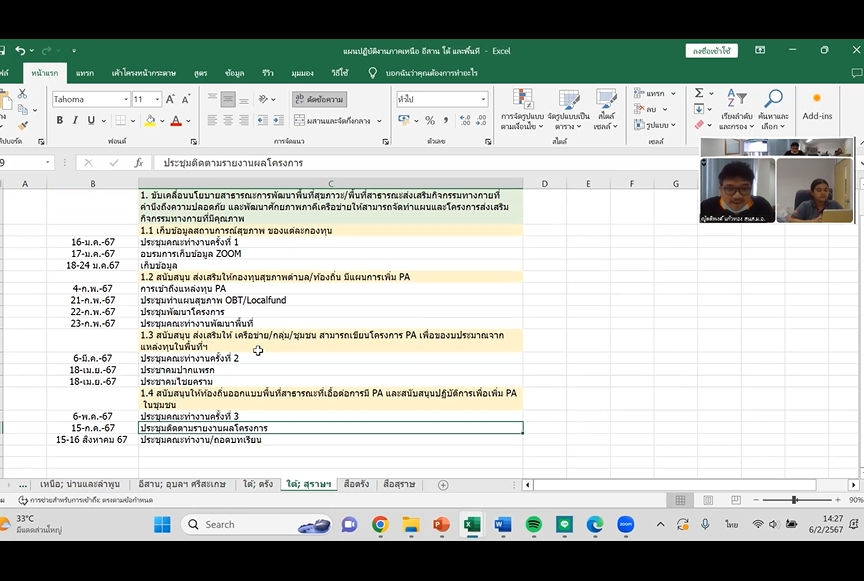 แผนปฏิบัติงานภาคเหนือ อีสาน ใต้ และพื้นที่ - Excel
ลงชื่อเข้าใช้
หน้าแรก แทรก เค้าโครงหน้ากระดาษ สูตร ข้อมูล รีวิว มุมมอง วิธีใช้ บอกฉันว่าคุณต้องการทำอะไร
Tahoma 11 ตัดข้อความ ทั่วไป
B I U ผสานและจัดกึ่งกลาง
การจัดรูปแบบตามเงื่อนไข จัดรูปแบบเป็นตาราง สไตล์เซลล์
แทรก
ลบ
รูปแบบ
เรียงลำดับและกรอง ค้นหาและเลือก Add-ins
ฟอนต์ การจัดแนว ตัวเลข สไตล์ เซลล์
fx ประชุมติดตามรายงานผลโครงการ
A B C D E F G
1. ขับเคลื่อนนโยบายสาธารณะการพัฒนาพื้นที่สุขภาวะ/พื้นที่สาธารณะส่งเสริมกิจกรรมทางกายที่
คำนึงถึงความปลอดภัย และพัฒนาศักยภาพภาคีเครือข่ายให้สามารถจัดทำแผนและโครงการส่งเสริม
กิจกรรมทางกายที่มีคุณภาพ
1.1 เก็บข้อมูลสถานการณ์สุขภาพ ของแต่ละกองทุน
16-ม.ค.-67 ประชุมคณะทำงานครั้งที่ 1
17-ม.ค.-67 อบรมการเก็บข้อมูล ZOOM
18-24 ม.ค.67 เก็บข้อมูล
1.2 สนับสนุน ส่งเสริมให้กองทุนสุขภาพตำบล/ท้องถิ่น มีแผนการเพิ่ม PA
4-ก.พ.-67 การเข้าถึงแหล่งทุน PA
21-ก.พ.-67 ประชุมทำแผนสุขภาพ OBT/Localfund
22-ก.พ.-67 ประชุมพัฒนาโครงการ
23-ก.พ.-67 ประชุมคณะทำงานพัฒนาพื้นที่
1.3 สนับสนุน ส่งเสริมให้ เครือข่าย/กลุ่ม/ชุมชน สามารถเขียนโครงการ PA เพื่อของบประมาณจาก
แหล่งทุนในพื้นที่ฯ
6-มี.ค.-67 ประชุมคณะทำงานครั้งที่ 2
18-เม.ย.-67 ประชาคมปากแพรก
18-เม.ย.-67 ประชาคมไชยคราม
1.4 สนับสนุนให้ท้องถิ่นออกแบบพื้นที่สาธารณะที่เอื้อต่อการมี PA และสนับสนุนปฏิบัติการเพื่อเพิ่ม PA
ในชุมชน
6-พ.ค.-67 ประชุมคณะทำงานครั้งที่ 3
15-ก.ค.-67 ประชุมติดตามรายงานผลโครงการ
15-16 สิงหาคม 67 ประชุมคณะทำงาน/ถอดบทเรียน
... เหนือ; น่านและลำพูน อีสาน; อุบลฯ ศรีสะเกษ ใต้; ตรัง ใต้; สุราษฯ สือตรัง สือสุราษ
การช่วยสำหรับการเข้าถึง: ตรงตามข้อกำหนด 90%
33°C
มีแดดส่วนใหญ่
Search
ไทย
14:27
6/2/2567